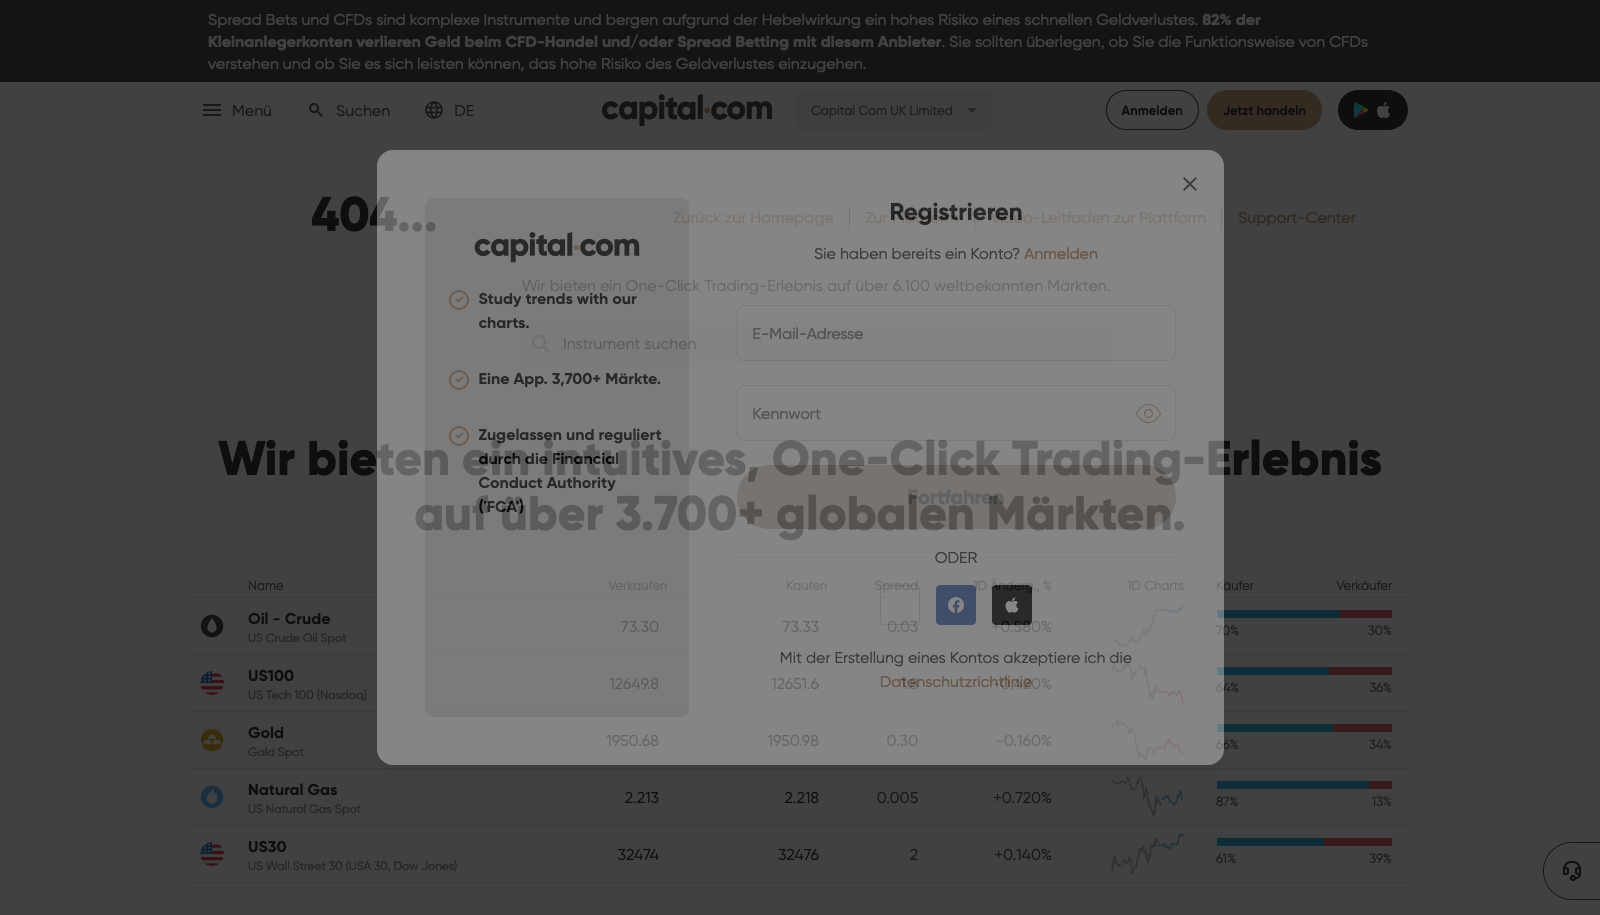 Spread Bets und CFDs sind komplexe Instrumente und bergen aufgrund der Hebelwirkung ein hohes Risiko eines schnellen Geldverlustes. 82% der
Kleinanlegerkonten verlieren Geld beim CFD-Handel und/oder Spread Betting mit diesem Anbieter. Sie sollten überlegen, ob Sie die Funktionsweise von CFDs
verstehen und ob Sie es sich leisten können, das hohe Risiko des Geldverlustes einzugehen.
Menü Suchen DE capital.com Capital Com UK Limited Anmelden Jetzt handeln
404...
Zurück zur Homepage
Leitfaden zur Plattform
Support-Center
Registrieren
capital.com
Sie haben bereits ein Konto? Anmelden
Wir bieten ein One-Click Trading-Erlebnis auf über 6.100 weltbekannten Märkten.
Study trends with our
charts.
E-Mail-Adresse
Instrument suchen
Eine App. 3,700+ Märkte.
Kennwort
Zugelassen und reguliert
durch die Financial
Conduct Authority
('FCA')
Wir bieten ein intuitives, One-Click Trading-Erlebnis
auf über 3.700+ globalen Märkten.
Fortfahren
ODER
Name Verkaufen Kaufen Spread 1D Änderg., % 1D Charts Käufer Verkäufer
Oil - Crude
US Crude Oil Spot
73.30 73.33 0.03 +0.580% 70% 30%
Mit der Erstellung eines Kontos akzeptiere ich die
Datenschutzrichtlinie
US100
US Tech 100 (Nasdaq)
12649.8 12651.6 64% 36%
Gold
Gold Spot
1950.68 1950.98 0.30 -0.160% 66% 34%
Natural Gas
US Natural Gas Spot
2.213 2.218 0.005 +0.720% 87% 13%
US30
US Wall Street 30 (USA 30, Dow Jones)
32474 32476 2 +0.140% 61% 39%